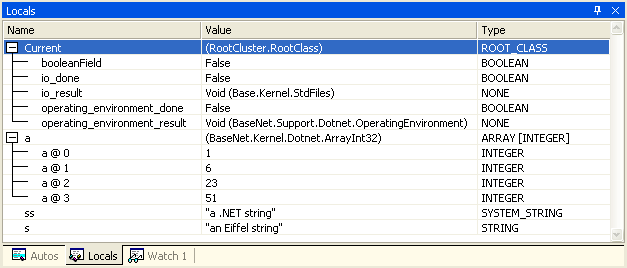 Locals
Name Value Type
Current (RootCluster.RootClass) ROOT_CLASS
booleanField False BOOLEAN
io_done False BOOLEAN
io_result Void (Base.Kernel.StdFiles) NONE
operating_environment_done False BOOLEAN
operating_environment_result Void (BaseNet.Support.Dotnet.OperatingEnvironment) NONE
a (BaseNet.Kernel.Dotnet.ArrayInt32) ARRAY [INTEGER]
a @ 0 1 INTEGER
a @ 1 6 INTEGER
a @ 2 23 INTEGER
a @ 3 51 INTEGER
ss "a .NET string" SYSTEM_STRING
s "an Eiffel string" STRING
Autos Locals Watch 1